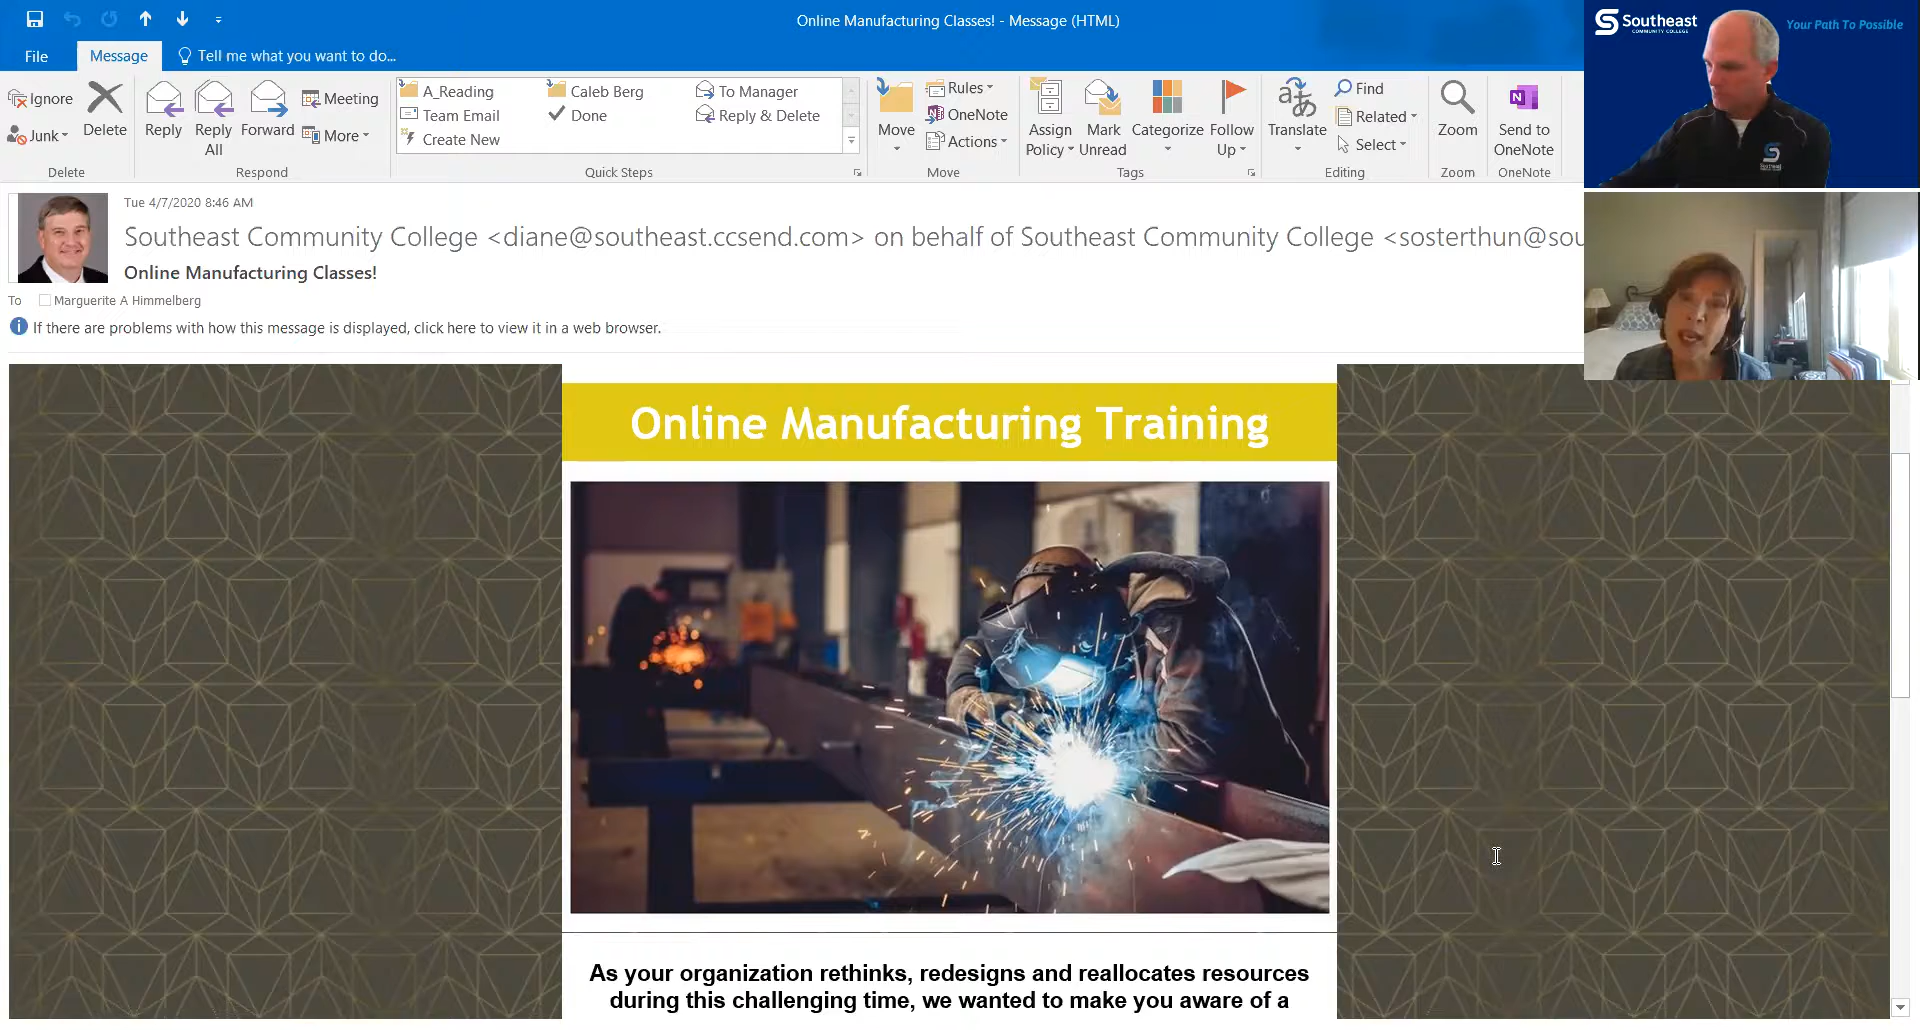 Online Manufacturing Classes! - Message (HTML)
File
Message
Tell me what you want to do...
Ignore
Junk
Delete
Delete
Reply
Reply All
Forward
Meeting
More
Respond
A_Reading
Caleb Berg
To Manager
Team Email
Done
Reply & Delete
Create New
Quick Steps
Move
Rules
OneNote
Actions
Move
Assign Policy
Mark Unread
Categorize
Follow Up
Tags
Translate
Find
Related
Select
Editing
Zoom
Zoom
Send to OneNote
OneNote
Southeast
COMMUNITY COLLEGE
Your Path To Possible
Southeast
Tue 4/7/2020 8:46 AM
Southeast Community College <diane@southeast.ccsend.com> on behalf of Southeast Community College <sosterthun@sou
Online Manufacturing Classes!
To
Marguerite A Himmelberg
If there are problems with how this message is displayed, click here to view it in a web browser.
Online Manufacturing Training
As your organization rethinks, redesigns and reallocates resources
during this challenging time, we wanted to make you aware of a